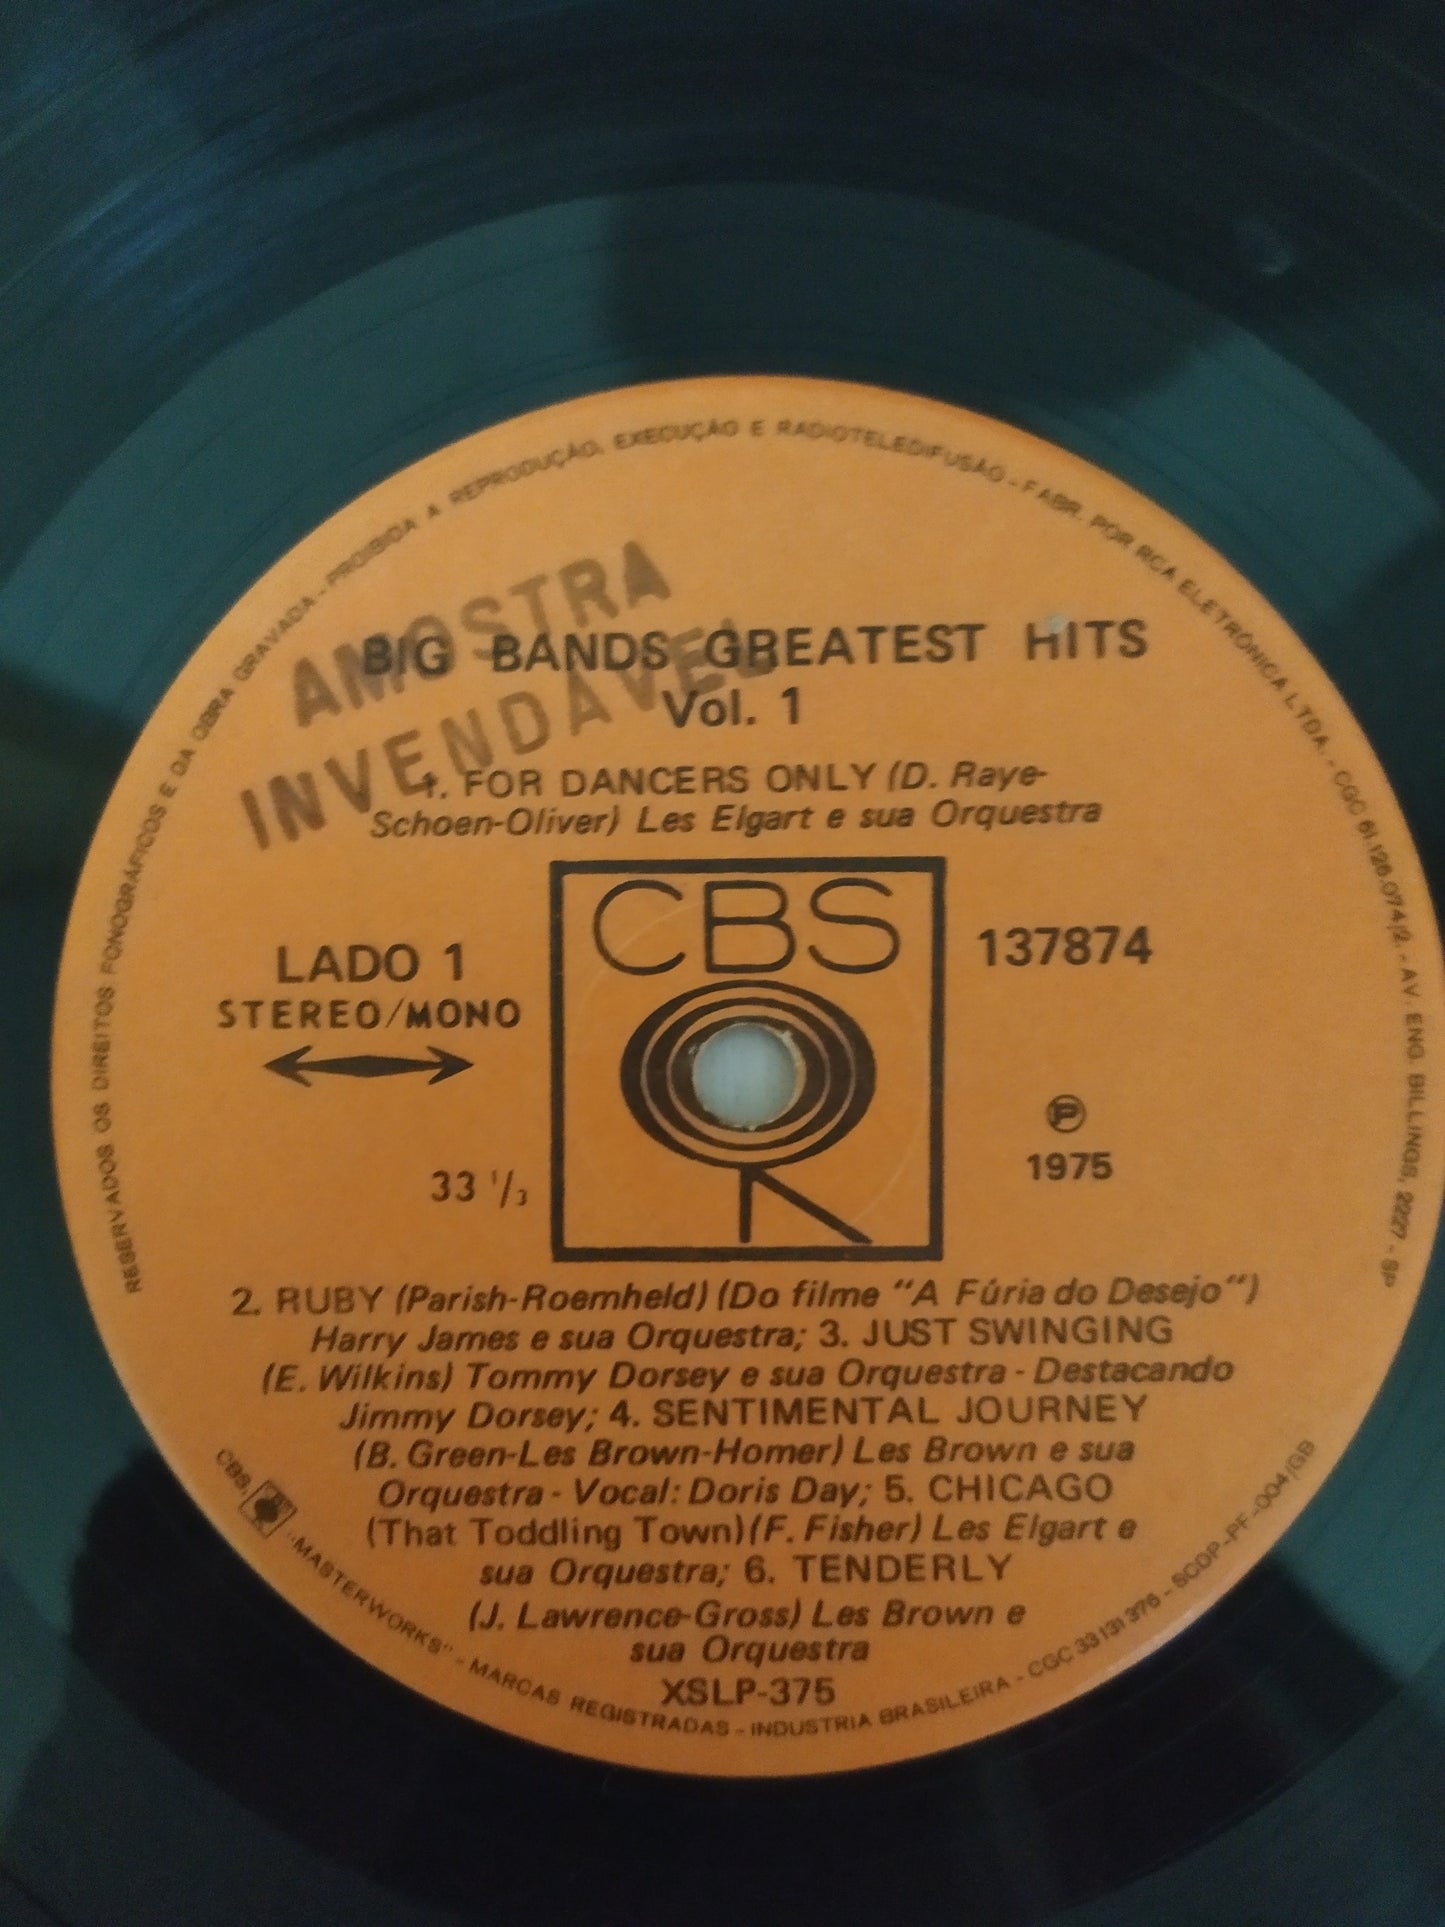 RESERVADOS OS DIREITOS FONOGRÁFICOS E DA OBRA GRAVADA - PROIBIDA A REPRODUÇÃO, EXECUÇÃO E RADIOTELEDIFUSÃO - FABR. POR RCA ELETRÔNICA LTDA. - CGC 61.126.074/2 - AV. ENG. BILLINGS, 2227 - SP
AMOSTRA
INVENDÁVEL
BIG BANDS GREATEST HITS
Vol. 1
1. FOR DANCERS ONLY (D. Raye-
Schoen-Oliver) Les Elgart e sua Orquestra
CBS
LADO 1
137874
STEREO/MONO
Ⓟ
1975
33 1/3
2. RUBY (Parish-Roemheld) (Do filme "A Fúria do Desejo")
Harry James e sua Orquestra; 3. JUST SWINGING
(E. Wilkins) Tommy Dorsey e sua Orquestra - Destacando
Jimmy Dorsey; 4. SENTIMENTAL JOURNEY
(B. Green-Les Brown-Homer) Les Brown e sua
Orquestra - Vocal: Doris Day; 5. CHICAGO
(That Toddling Town) (F. Fisher) Les Elgart e
sua Orquestra; 6. TENDERLY
(J. Lawrence-Gross) Les Brown e
sua Orquestra
XSLP-375
CBS, "MASTERWORKS" - MARCAS REGISTRADAS - INDUSTRIA BRASILEIRA - CGC 33131376 - SCDP-PF-004/GB